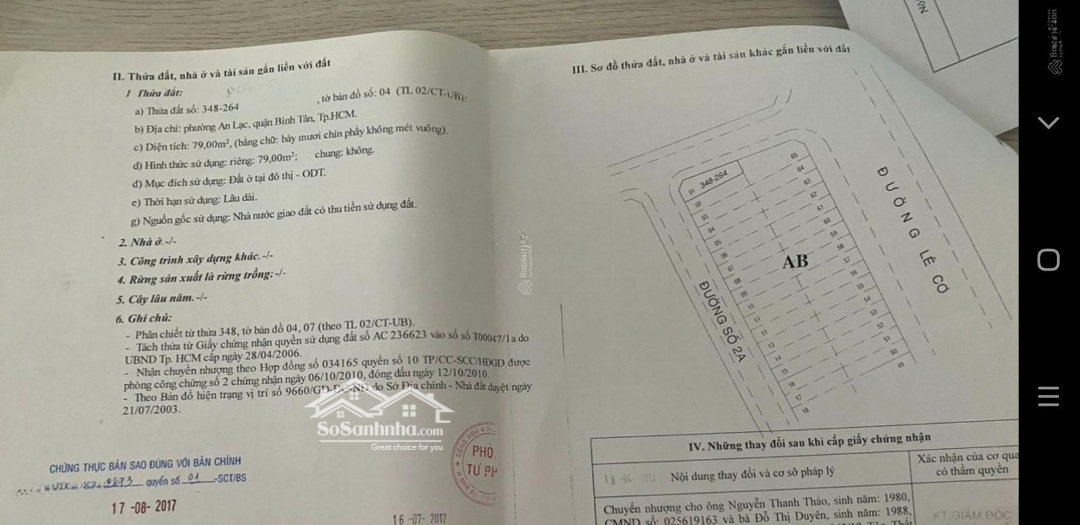 II. Thửa đất, nhà ở và tài sản gắn liền với đất
1 Thửa đất:
a) Thửa đất số: 348-264 , tờ bản đồ số: 04 (TL 02/CT-UB);
b) Địa chỉ: phường An Lạc, quận Bình Tân, Tp.HCM.
c) Diện tích: 79,00m², (bằng chữ: bảy mươi chín phẩy không mét vuông).
d) Hình thức sử dụng: riêng: 79,00m²; chung: không.
đ) Mục đích sử dụng: Đất ở tại đô thị - ODT.
e) Thời hạn sử dụng: Lâu dài.
g) Nguồn gốc sử dụng: Nhà nước giao đất có thu tiền sử dụng đất.
2. Nhà ở.-/-
3. Công trình xây dựng khác.-/-
4. Rừng sản xuất là rừng trồng:-/-
5. Cây lâu năm.-/-
6. Ghi chú:
- Phân chiết từ thửa 348, tờ bản đồ 04, 07 (theo TL 02/CT-UB).
- Tách thửa từ Giấy chứng nhận quyền sử dụng đất số AC 236623 vào sổ số T00047/1a do
UBND Tp. HCM cấp ngày 28/04/2006.
- Nhận chuyển nhượng theo Hợp đồng số 034165 quyển số 10 TP/CC-SCC/HĐGD được
phòng công chứng số 2 chứng nhận ngày 06/10/2010, đóng dấu ngày 12/10/2010.
- Theo Bản đồ hiện trạng vị trí số 9660/GĐ- do Sở Địa chính - Nhà đất duyệt ngày
21/07/2003.
SoSanhnha.com
Great choice for you
CHỨNG THỰC BẢN SAO ĐÚNG VỚI BẢN CHÍNH
quyển số 01 -SCT/BS
17-08-2017
PHÒ
TƯ PH
16-07-2012
III. Sơ đồ thửa đất, nhà ở và tài sản khác gắn liền với đất
348-264
AB
ĐƯỜNG SỐ 2A
ĐƯỜNG LÊ CƠ
IV. Những thay đổi sau khi cấp giấy chứng nhận
Nội dung thay đổi và cơ sở pháp lý
Xác nhận của cơ qua
có thẩm quyền
Chuyển nhượng cho ông Nguyễn Thanh Thảo, sinh năm: 1980,
CMND số: 025619163 và bà Đỗ Thị Duyên, sinh năm: 1988,
KT.GIÁM ĐỐC